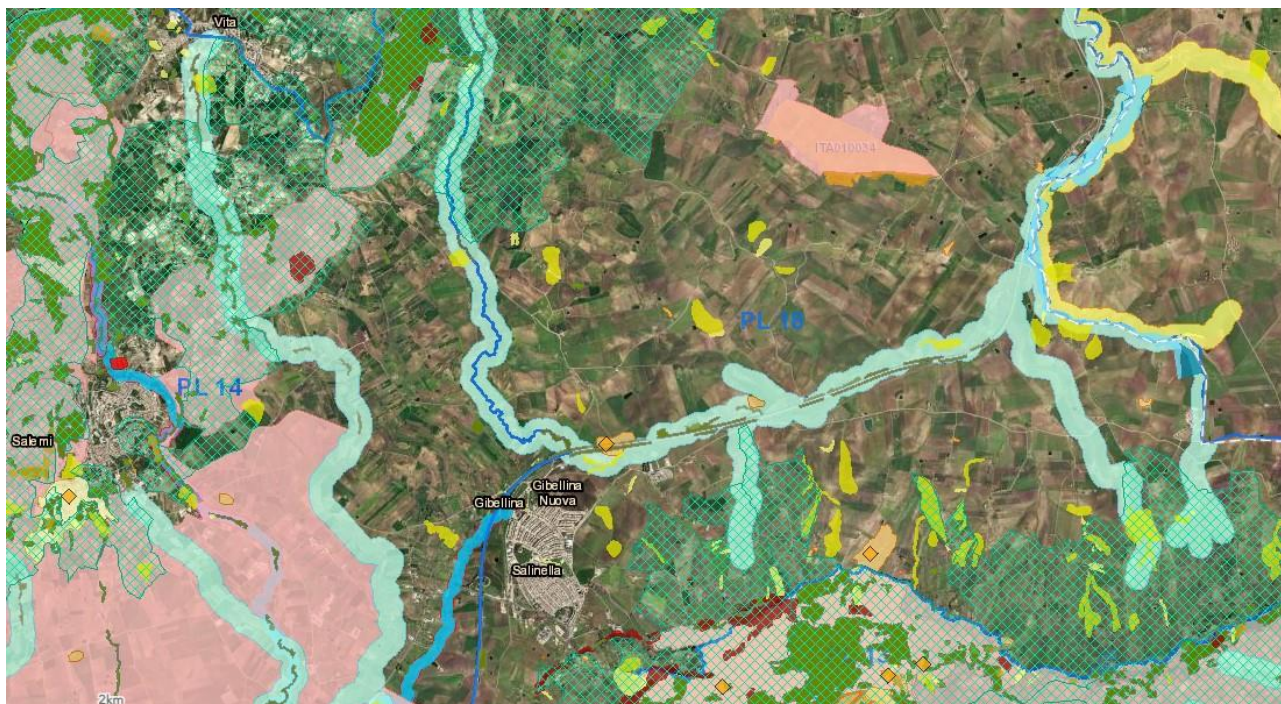 Vita
ITA010034
PL 18
PL 14
Salemi
Gibellina
Nuova
Gibellina
Salinella
2km